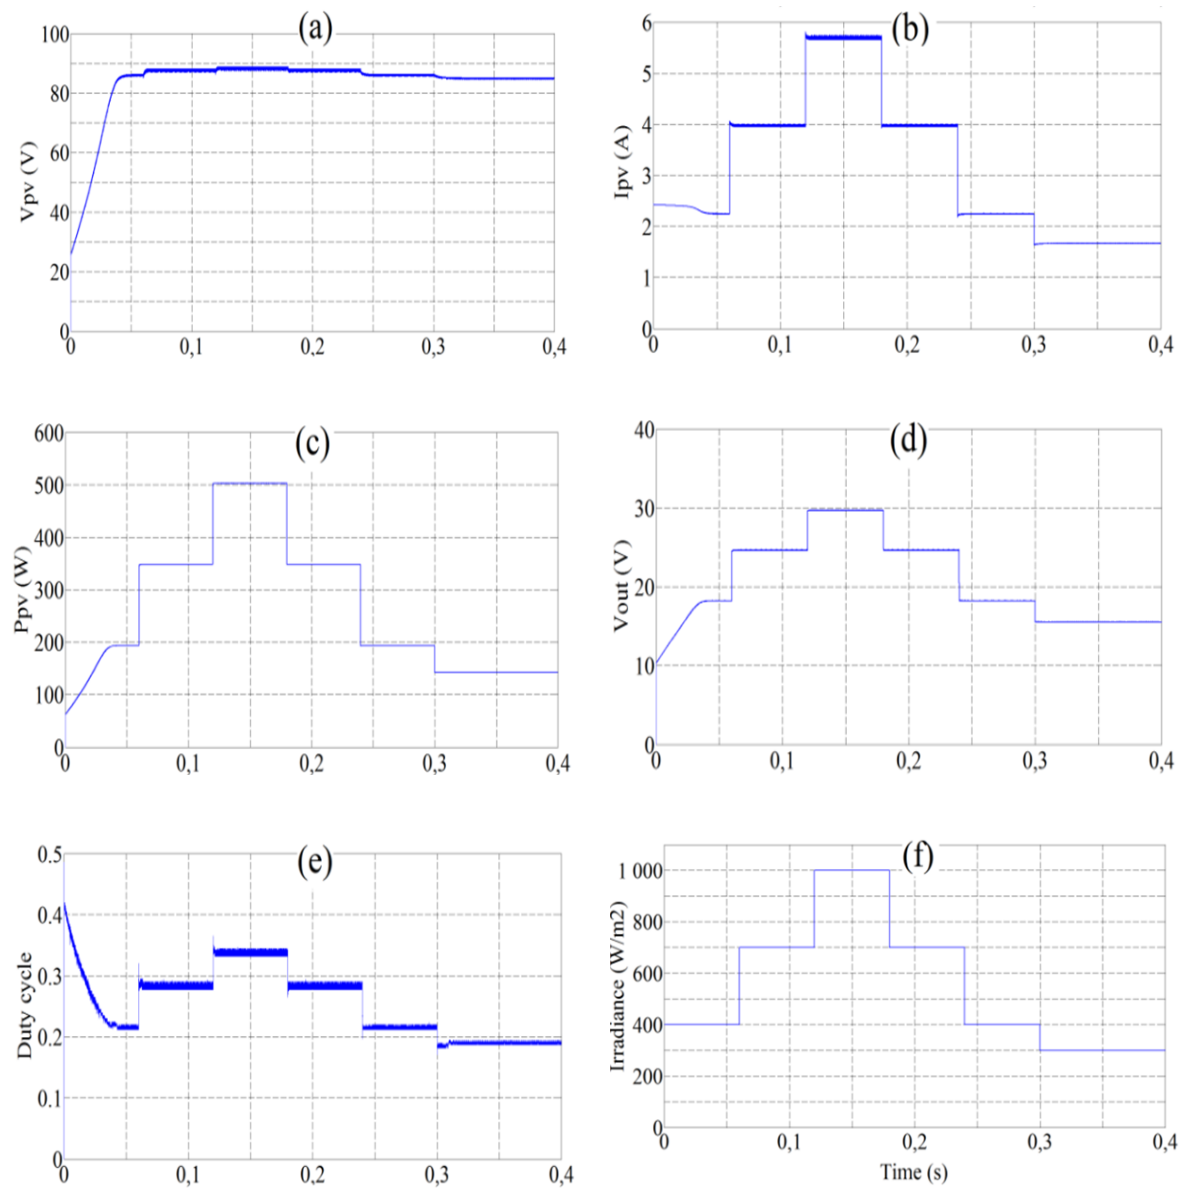 (a)
Vpv (V)
100
80
60
40
20
0
0 0,1 0,2 0,3 0,4
(b)
Ipv (A)
6
5
4
3
2
1
0
0 0,1 0,2 0,3 0,4
(c)
Ppv (W)
600
500
400
300
200
100
0
0 0,1 0,2 0,3 0,4
(d)
Vout (V)
40
30
20
10
0
0 0,1 0,2 0,3 0,4
(e)
Duty cycle
0.5
0.4
0.3
0.2
0.1
0
0 0,1 0,2 0,3 0,4
(f)
Irradiance (W/m2)
1 000
800
600
400
200
0
0 0,1 0,2 0,3 0,4
Time (s)